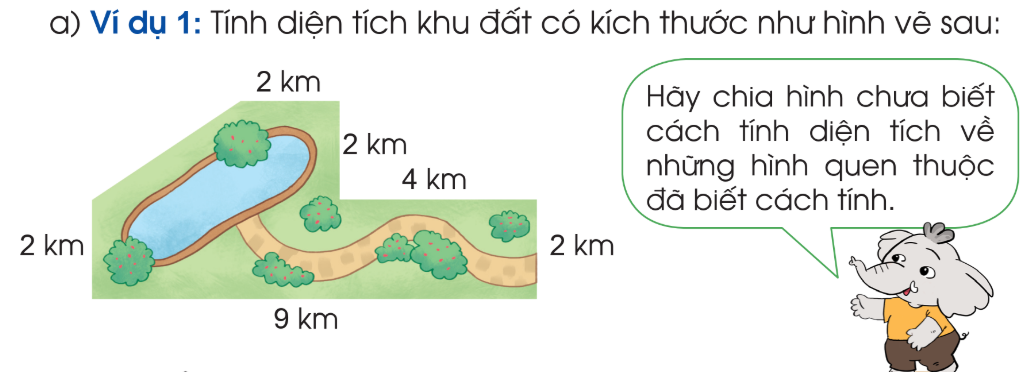 a) Ví dụ 1: Tính diện tích khu đất có kích thước như hình vẽ sau:
2 km
2 km
4 km
2 km
2 km
9 km
Hãy chia hình chưa biết
cách tính diện tích về
những hình quen thuộc
đã biết cách tính.